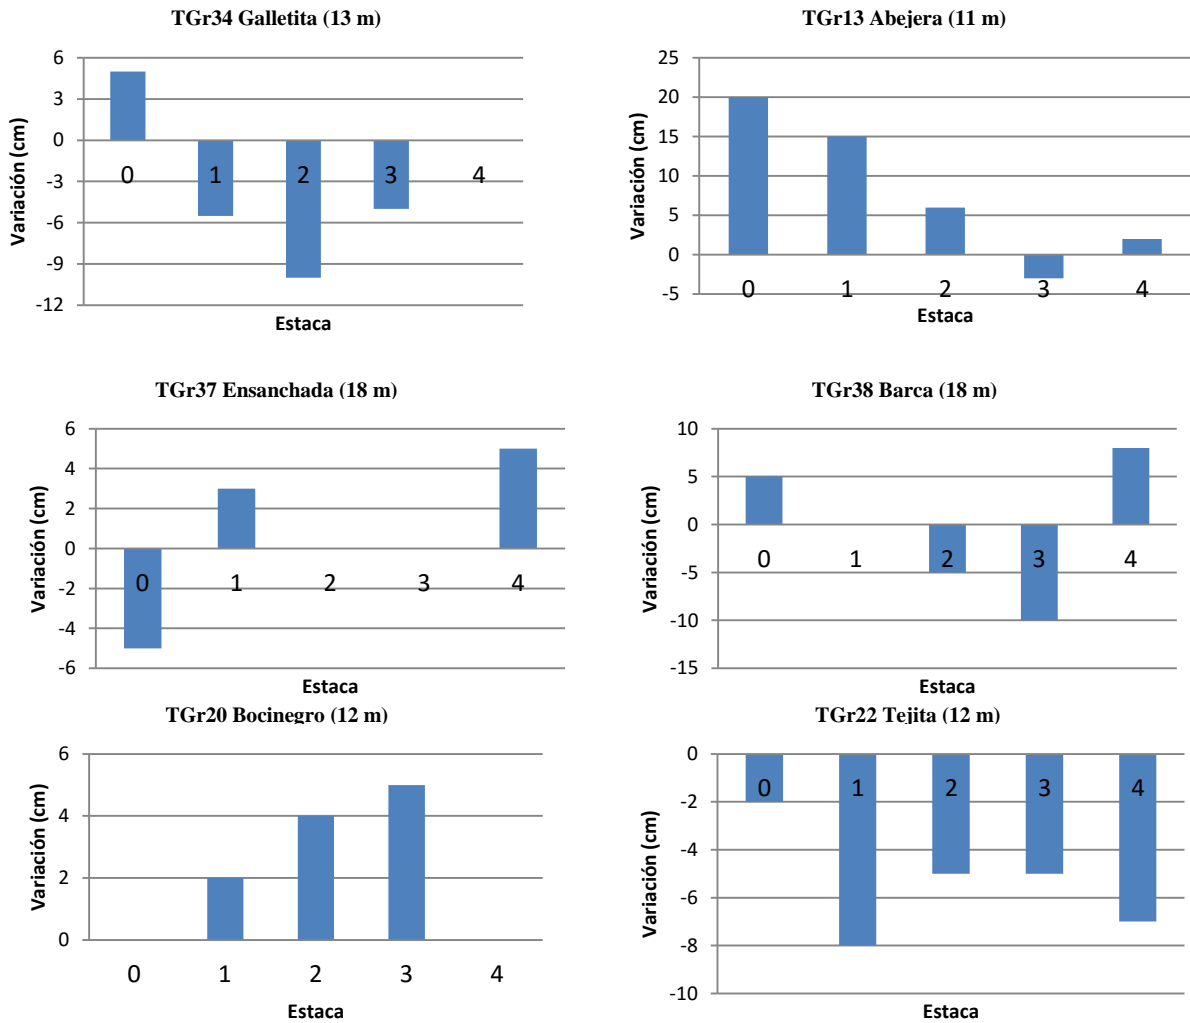 TGr34 Galletita (13 m)
6
3
0
-3
-6
-9
-12
0 1 2 3 4
Variación (cm)
Estaca
TGr13 Abejera (11 m)
25
20
15
10
5
0
-5
0 1 2 3 4
Variación (cm)
Estaca
TGr37 Ensanchada (18 m)
6
4
2
0
-2
-4
-6
0 1 2 3 4
Variación (cm)
Estaca
TGr38 Barca (18 m)
10
5
0
-5
-10
-15
0 1 2 3 4
Variación (cm)
Estaca
TGr20 Bocinegro (12 m)
6
4
2
0
0 1 2 3 4
Variación (cm)
Estaca
TGr22 Tejita (12 m)
0
-2
-4
-6
-8
-10
0 1 2 3 4
Variación (cm)
Estaca